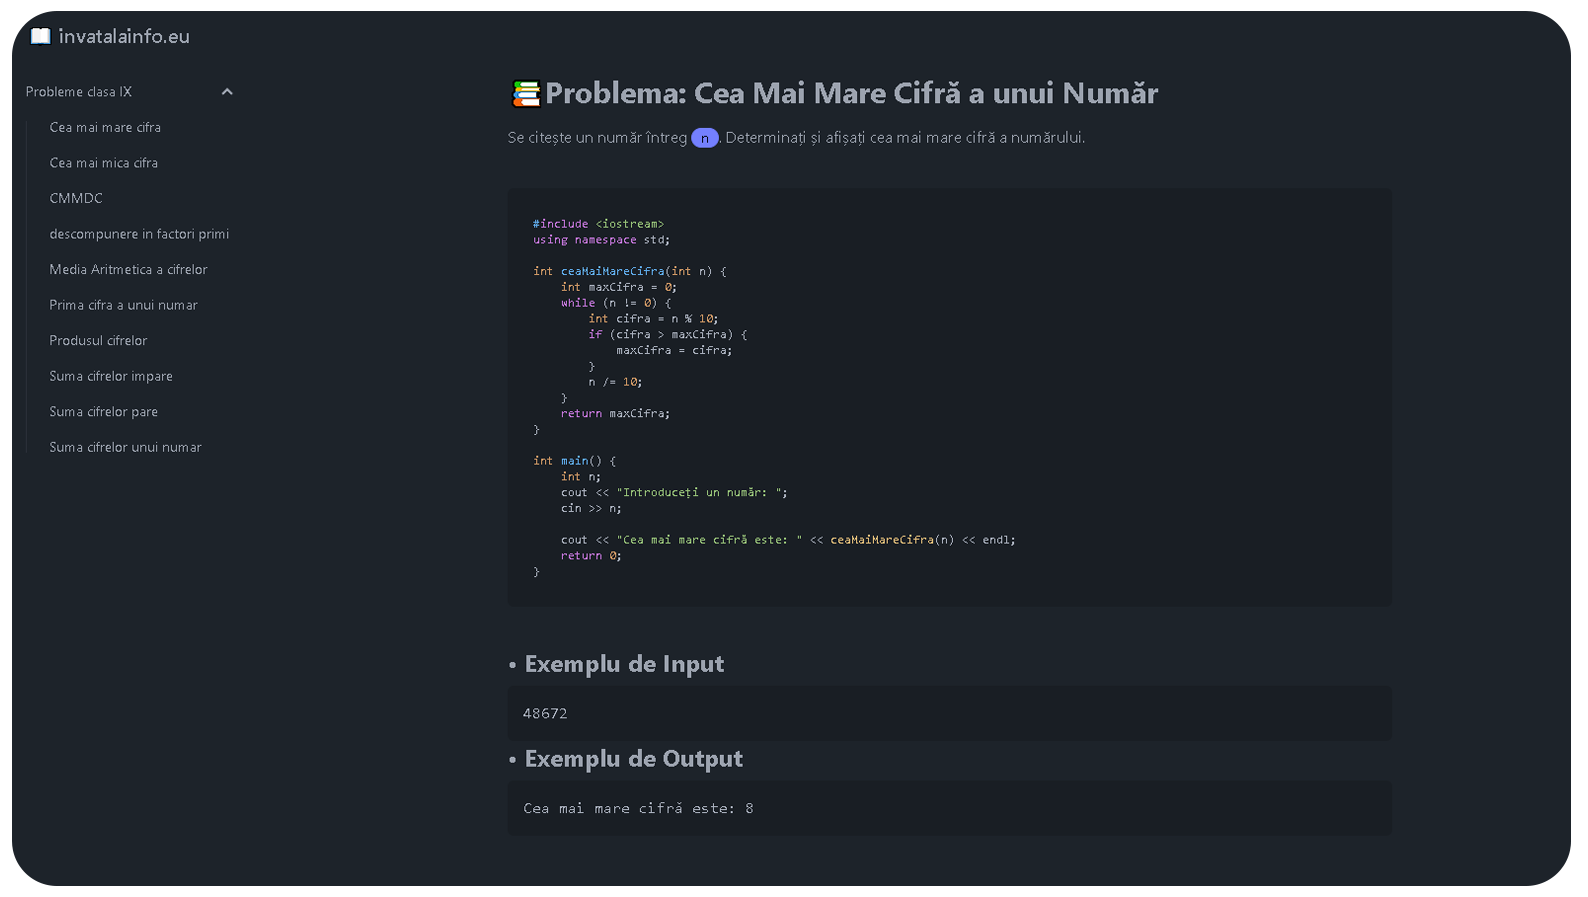 invatalainfo.eu
Probleme clasa IX
Cea mai mare cifra
Cea mai mica cifra
CMMDC
descompunere in factori primi
Media Aritmetica a cifrelor
Prima cifra a unui numar
Produsul cifrelor
Suma cifrelor impare
Suma cifrelor pare
Suma cifrelor unui numar
Problema: Cea Mai Mare Cifră a unui Număr
Se citește un număr întreg n. Determinați și afișați cea mai mare cifră a numărului.
#include <iostream>
using namespace std;
int ceaMaiMareCifra(int n) {
    int maxCifra = 0;
    while (n != 0) {
        int cifra = n % 10;
        if (cifra > maxCifra) {
            maxCifra = cifra;
        }
        n /= 10;
    }
    return maxCifra;
}
int main() {
    int n;
    cout << "Introduceți un număr: ";
    cin >> n;
    cout << "Cea mai mare cifră este: " << ceaMaiMareCifra(n) << endl;
    return 0;
}
• Exemplu de Input
48672
• Exemplu de Output
Cea mai mare cifră este: 8